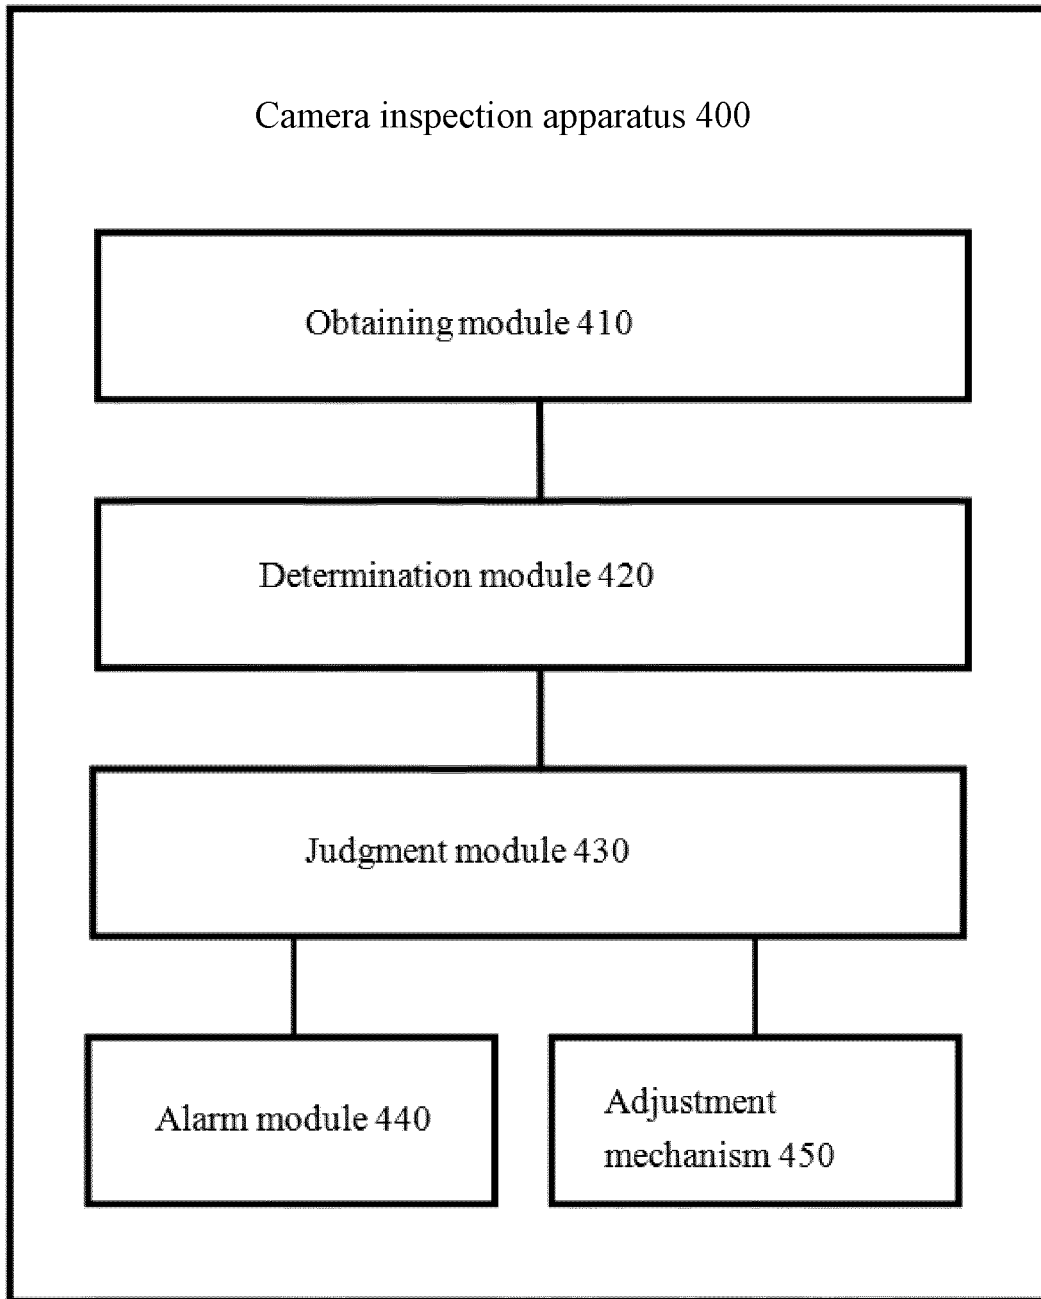 Camera inspection apparatus 400
Obtaining module 410
Determination module 420
Judgment module 430
Alarm module 440
Adjustment
mechanism 450